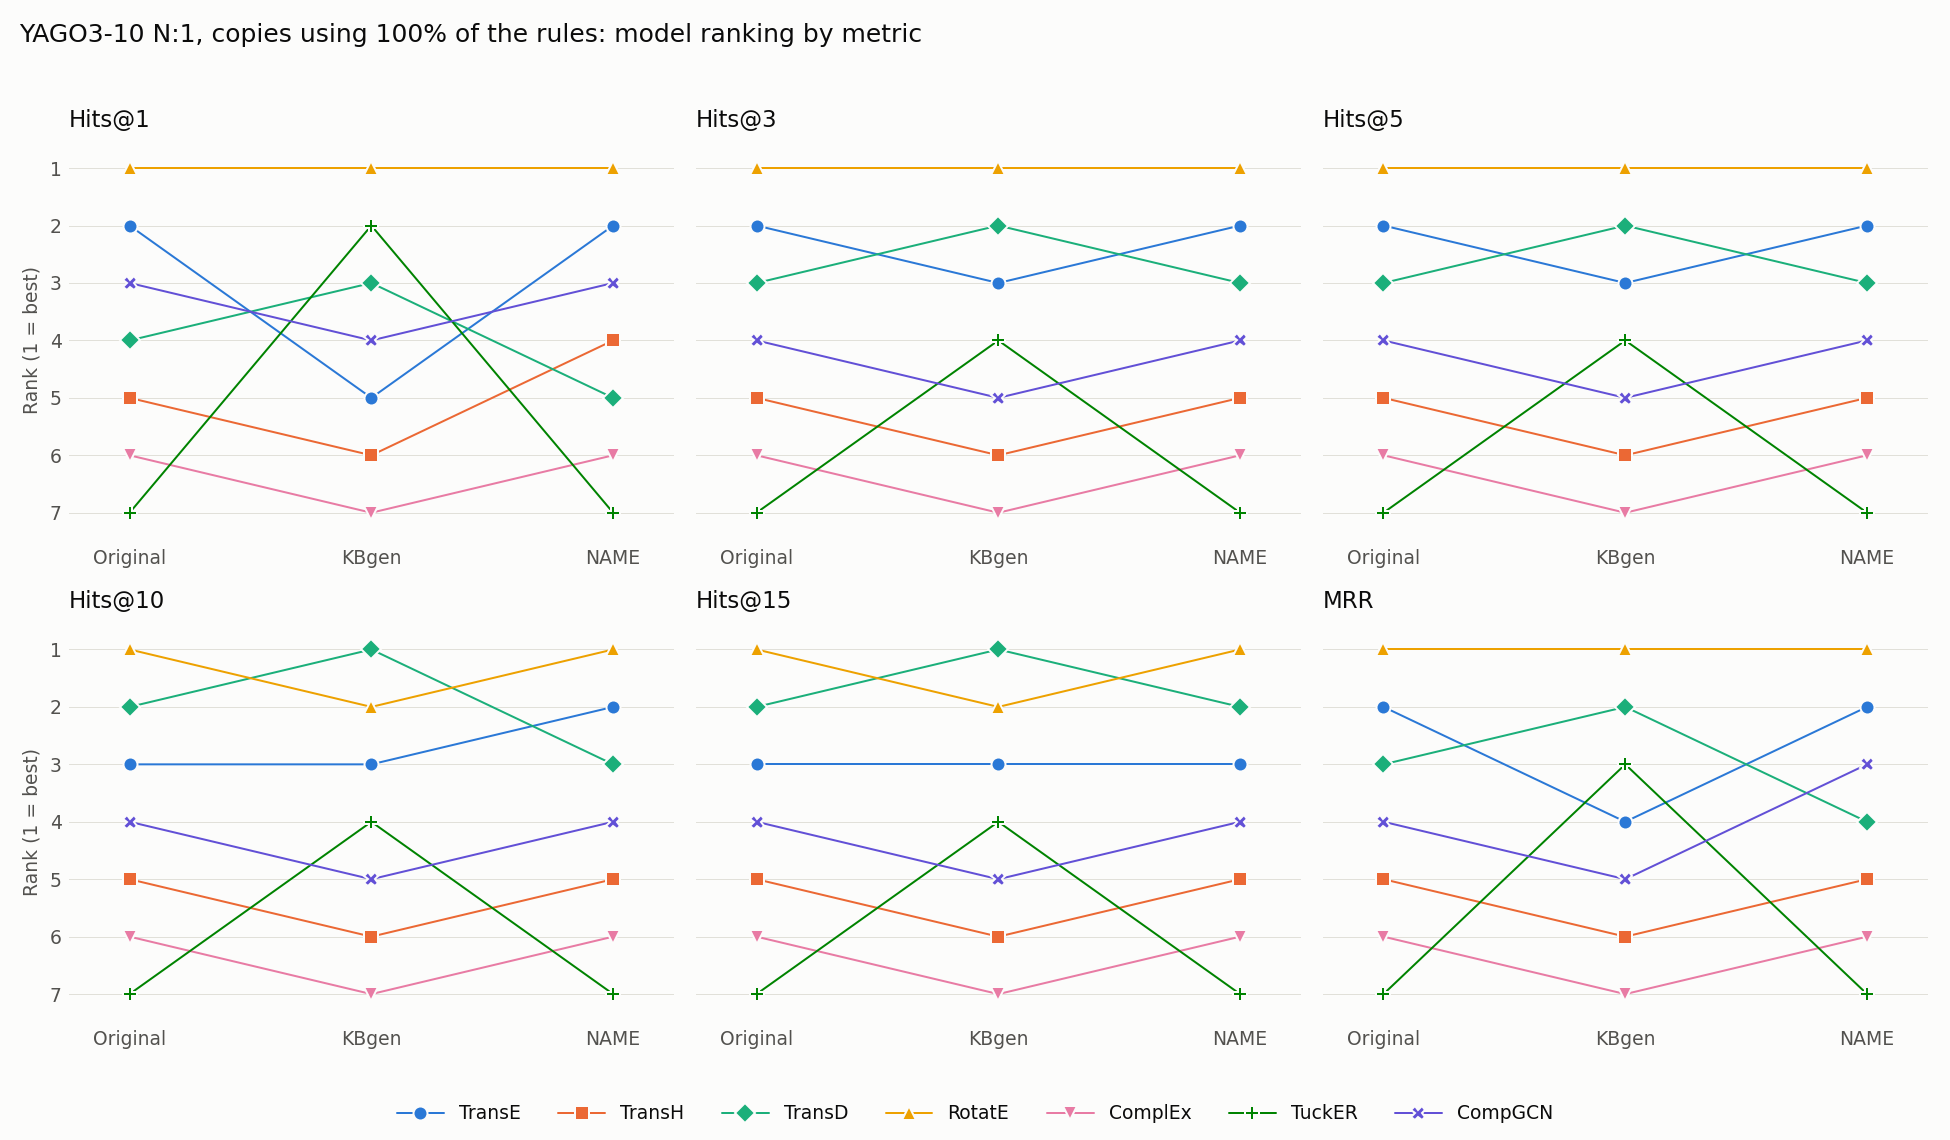 YAGO3-10 N:1, copies using 100% of the rules: model ranking by metric
Hits@1 Hits@3 Hits@5
Rank (1 = best)
1
2
3
4
5
6
7
Original KBgen NAME Original KBgen NAME Original KBgen NAME
Hits@10 Hits@15 MRR
Rank (1 = best)
1
2
3
4
5
6
7
Original KBgen NAME Original KBgen NAME Original KBgen NAME
TransE TransH TransD RotatE ComplEx TuckER CompGCN